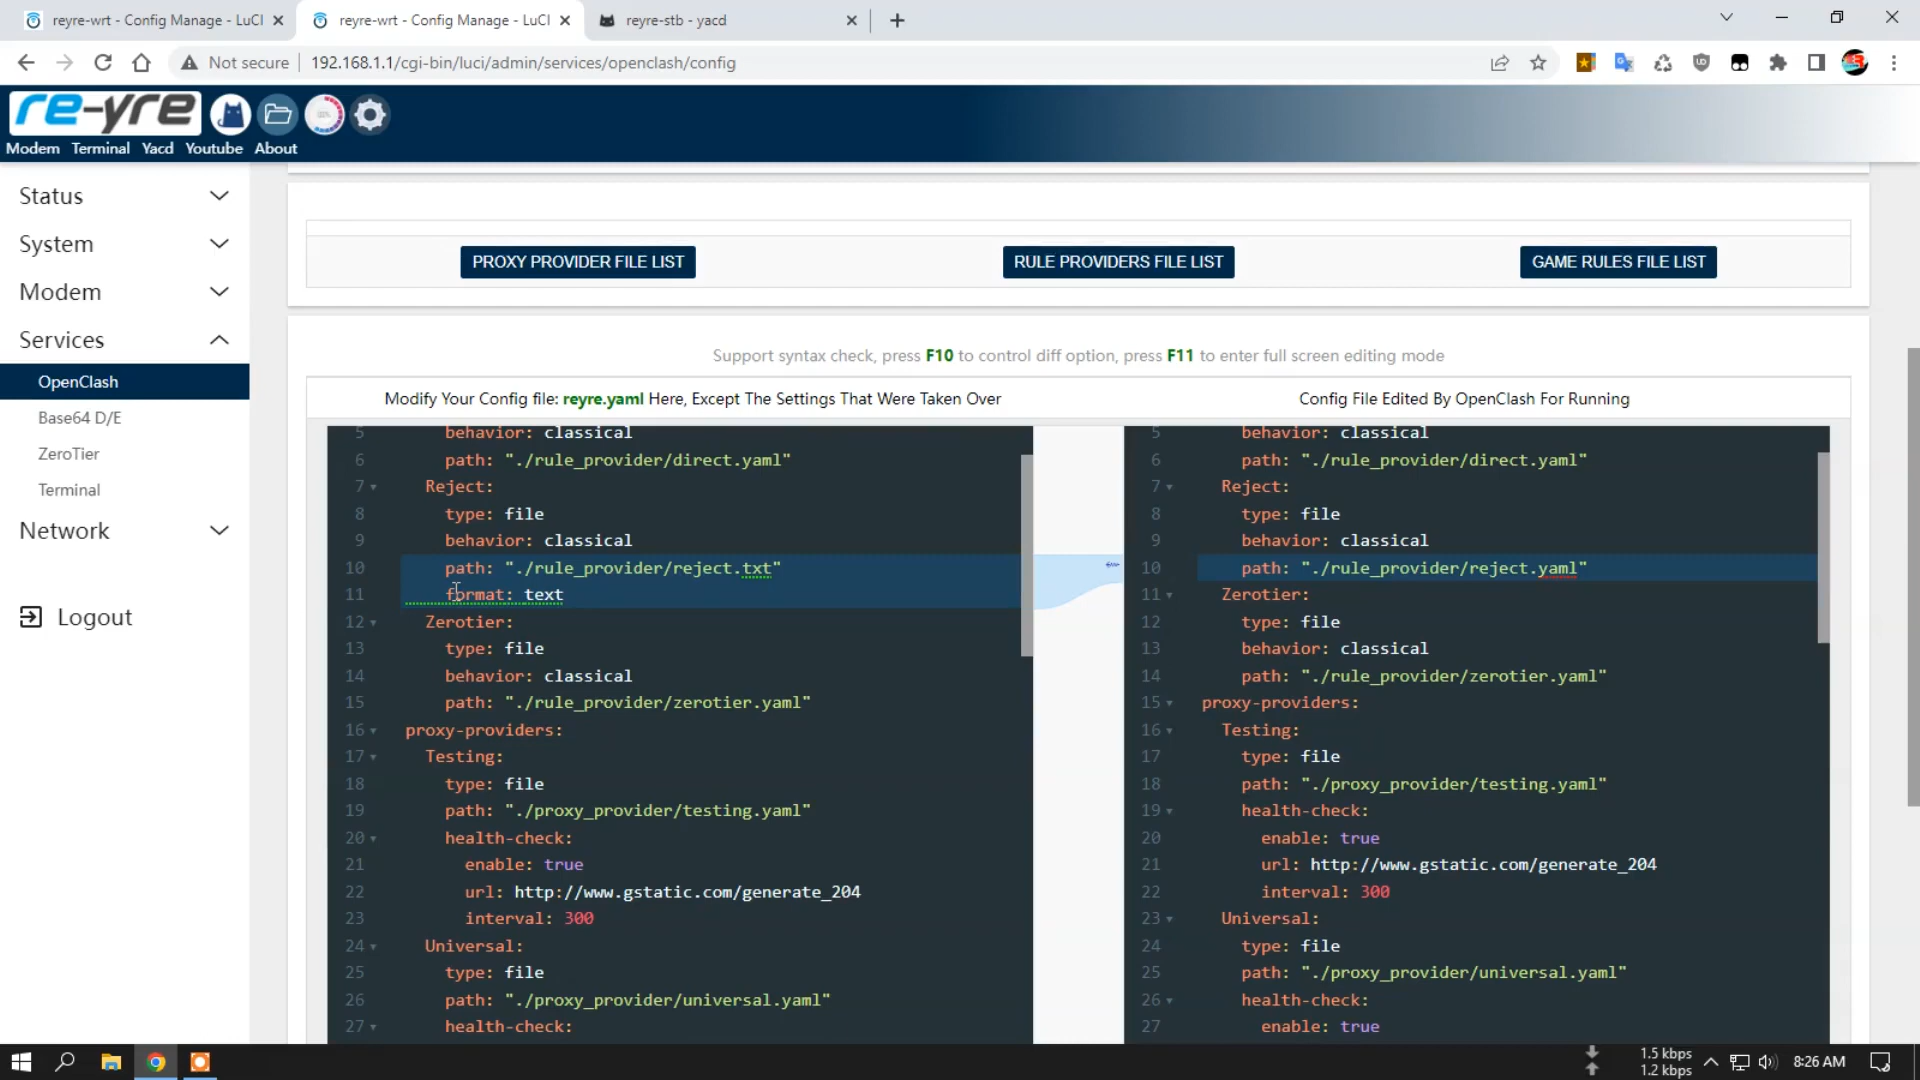 reyre-wrt - Config Manage - LuCI
reyre-wrt - Config Manage - LuCI
reyre-stb - yacd
Not secure
192.168.1.1/cgi-bin/luci/admin/services/openclash/config
re-yre
Modem Terminal Yacd Youtube About
Status
System
Modem
Services
OpenClash
Base64 D/E
ZeroTier
Terminal
Network
Logout
PROXY PROVIDER FILE LIST
RULE PROVIDERS FILE LIST
GAME RULES FILE LIST
Support syntax check, press F10 to control diff option, press F11 to enter full screen editing mode
Modify Your Config file: reyre.yaml Here, Except The Settings That Were Taken Over
5 behavior: classical
6 path: "./rule_provider/direct.yaml"
7 Reject:
8 type: file
9 behavior: classical
10 path: "./rule_provider/reject.txt"
11 format: text
12 Zerotier:
13 type: file
14 behavior: classical
15 path: "./rule_provider/zerotier.yaml"
16 proxy-providers:
17 Testing:
18 type: file
19 path: "./proxy_provider/testing.yaml"
20 health-check:
21 enable: true
22 url: http://www.gstatic.com/generate_204
23 interval: 300
24 Universal:
25 type: file
26 path: "./proxy_provider/universal.yaml"
27 health-check:
Config File Edited By OpenClash For Running
5 behavior: classical
6 path: "./rule_provider/direct.yaml"
7 Reject:
8 type: file
9 behavior: classical
10 path: "./rule_provider/reject.yaml"
11 Zerotier:
12 type: file
13 behavior: classical
14 path: "./rule_provider/zerotier.yaml"
15 proxy-providers:
16 Testing:
17 type: file
18 path: "./proxy_provider/testing.yaml"
19 health-check:
20 enable: true
21 url: http://www.gstatic.com/generate_204
22 interval: 300
23 Universal:
24 type: file
25 path: "./proxy_provider/universal.yaml"
26 health-check:
27 enable: true
1.5 kbps
1.2 kbps
8:26 AM